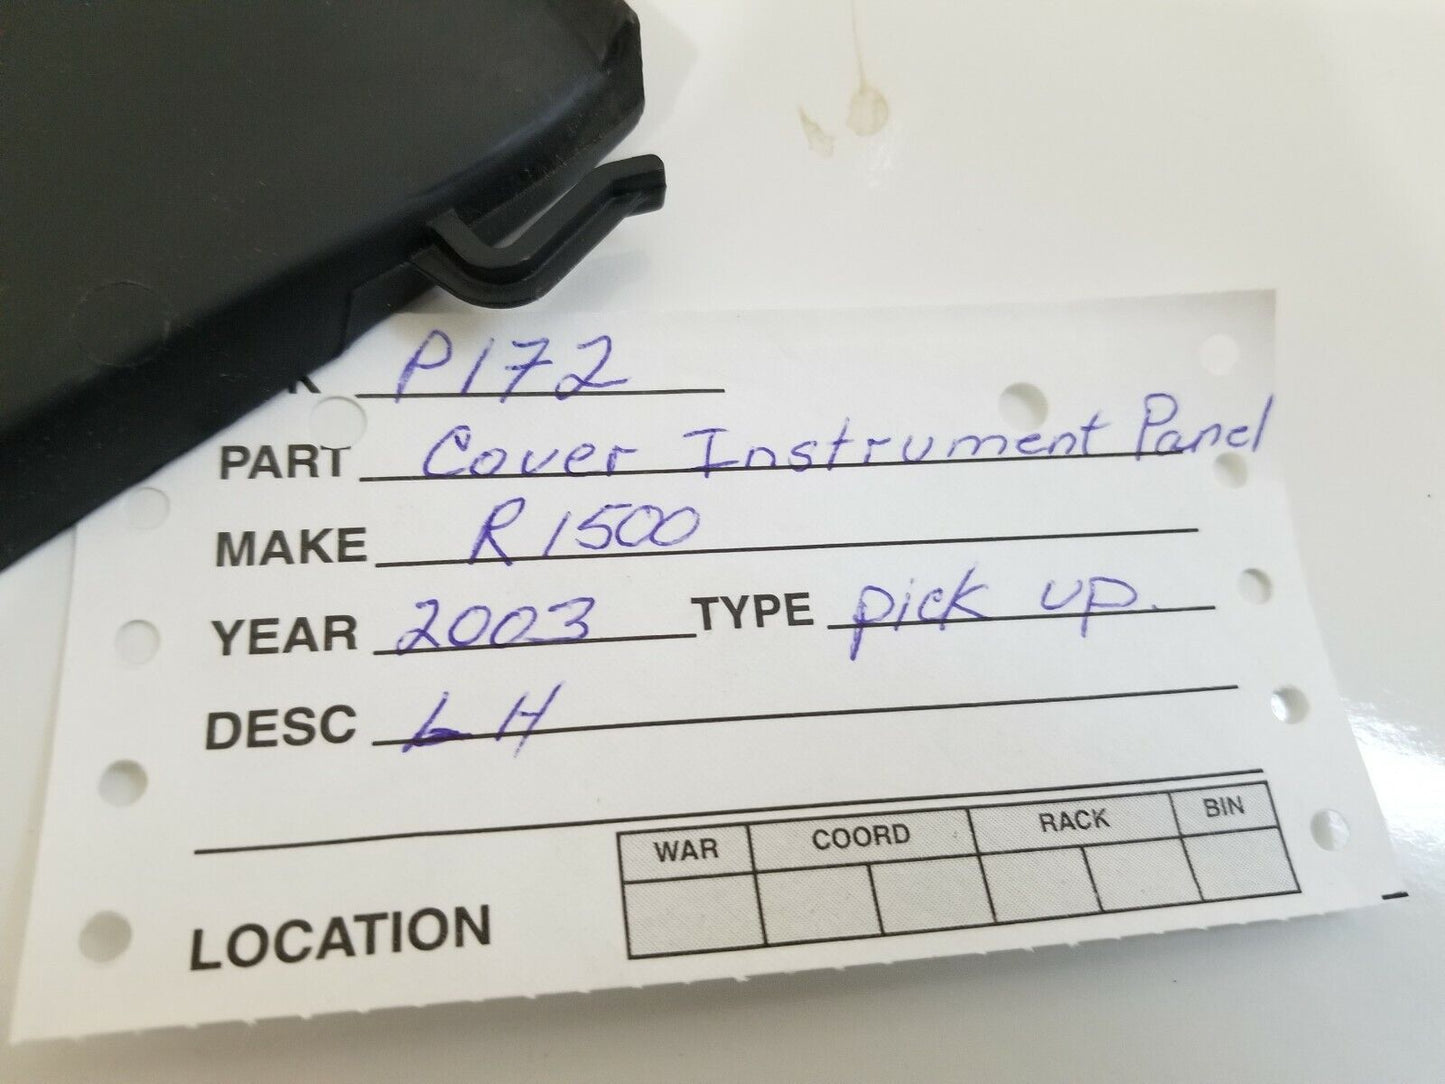 P172
PART Cover Instrument Panel
MAKE R1500
YEAR 2003 TYPE pick up.
DESC LH
WAR COORD RACK BIN
LOCATION